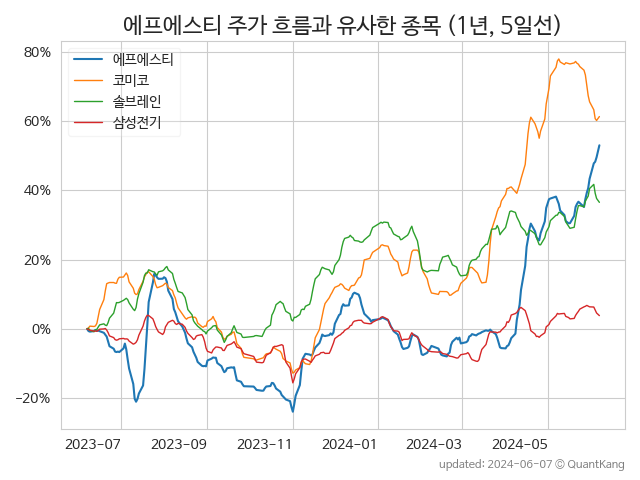 에프에스티 주가 흐름과 유사한 종목 (1년, 5일선)
80%
60%
40%
20%
0%
−20%
에프에스티
코미코
솔브레인
삼성전기
2023-07
2023-09
2023-11
2024-01
2024-03
2024-05
updated: 2024-06-07 © QuantKang